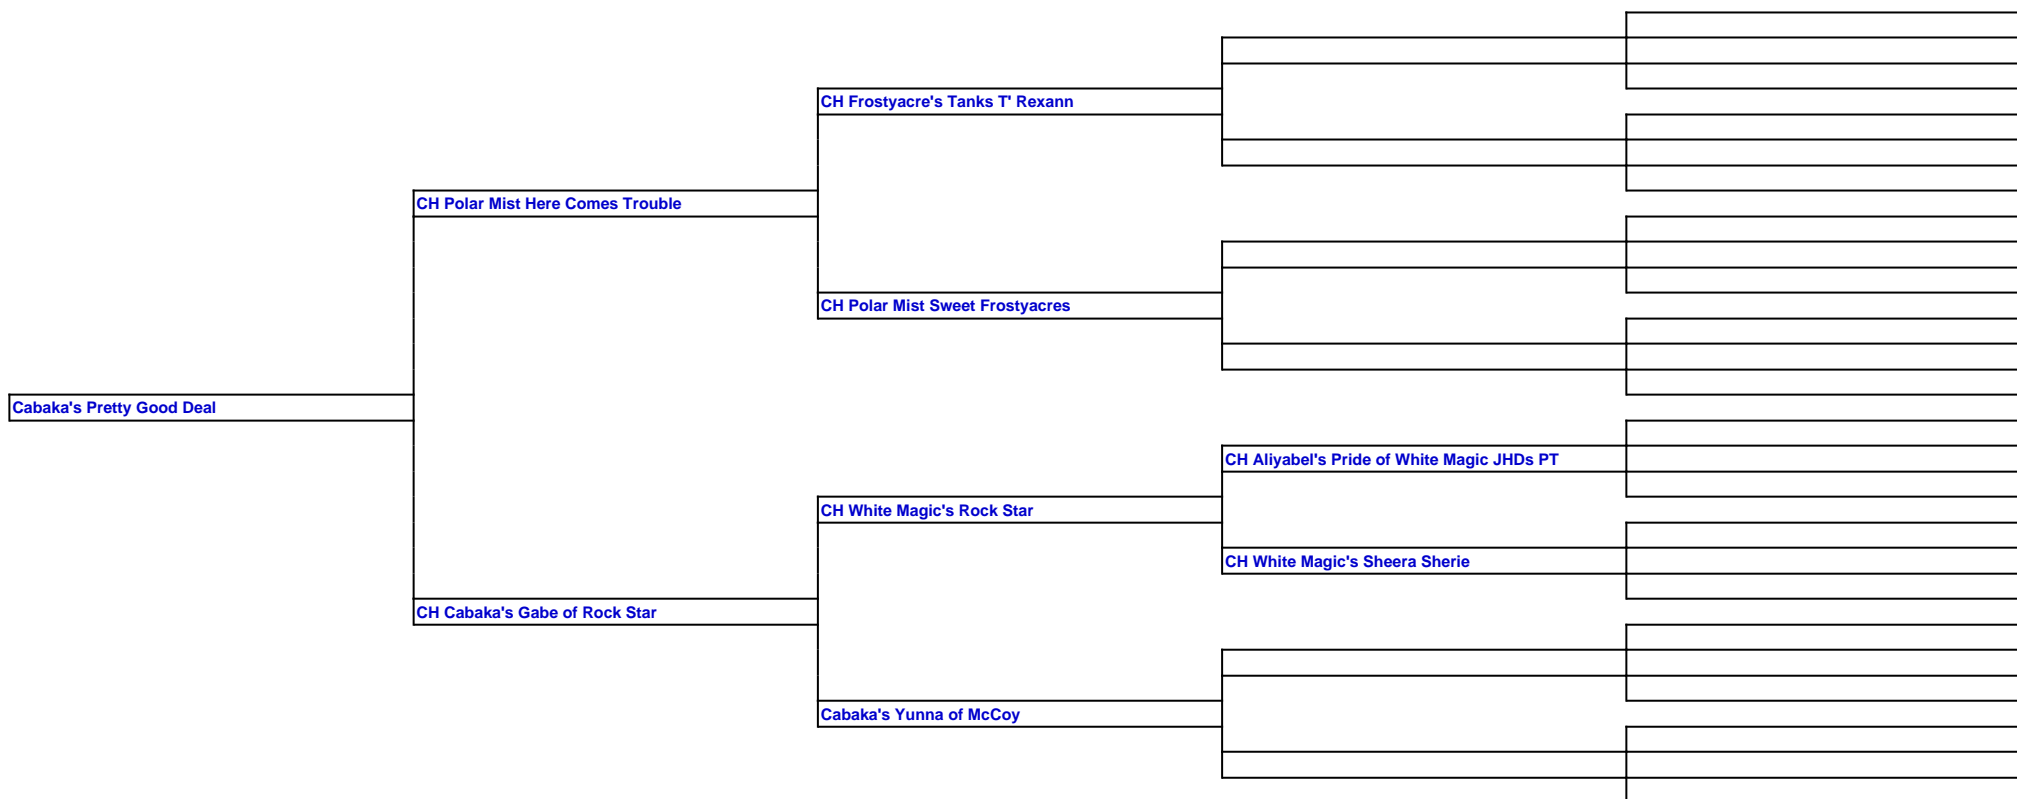 CH Frostyacre's Tanks T' Rexann
CH Polar Mist Here Comes Trouble
CH Polar Mist Sweet Frostyacres
Cabaka's Pretty Good Deal
CH Aliyabel's Pride of White Magic JHDs PT
CH White Magic's Rock Star
CH White Magic's Sheera Sherie
CH Cabaka's Gabe of Rock Star
Cabaka's Yunna of McCoy